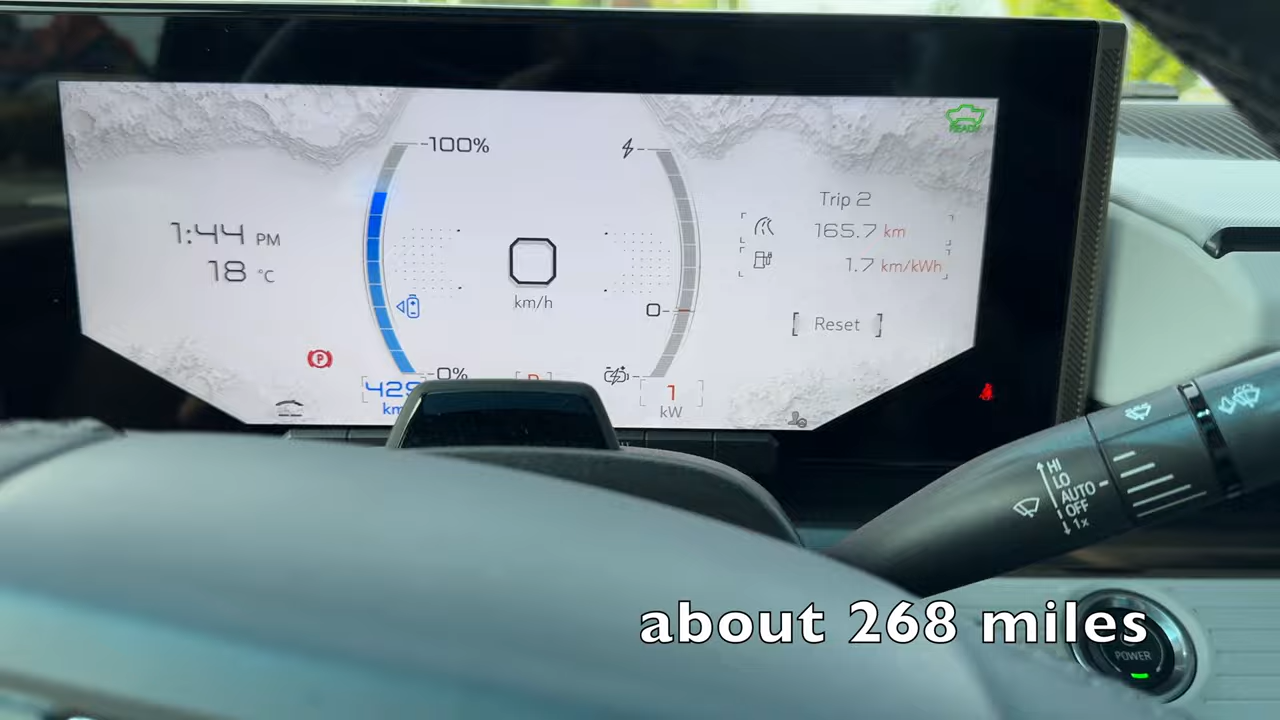 READY
100%
Trip 2
165.7 km
1:44 PM
1.7 km/kWh
18 °C
km/h
0
Reset
P
0%
1
kW
HI
LO
AUTO
OFF
1x
about 268 miles
POWER